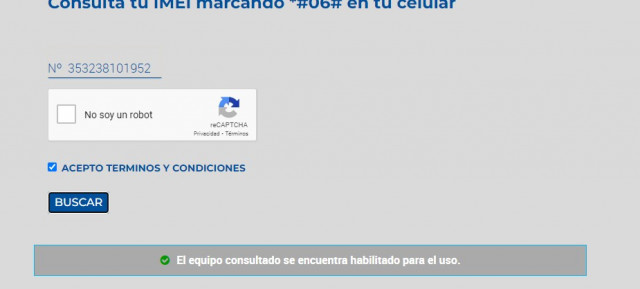 Consulta tu IMEI marcando *#06# en tu celular
Nº 353238101952
No soy un robot
reCAPTCHA
Privacidad - Términos
ACEPTO TERMINOS Y CONDICIONES
BUSCAR
El equipo consultado se encuentra habilitado para el uso.